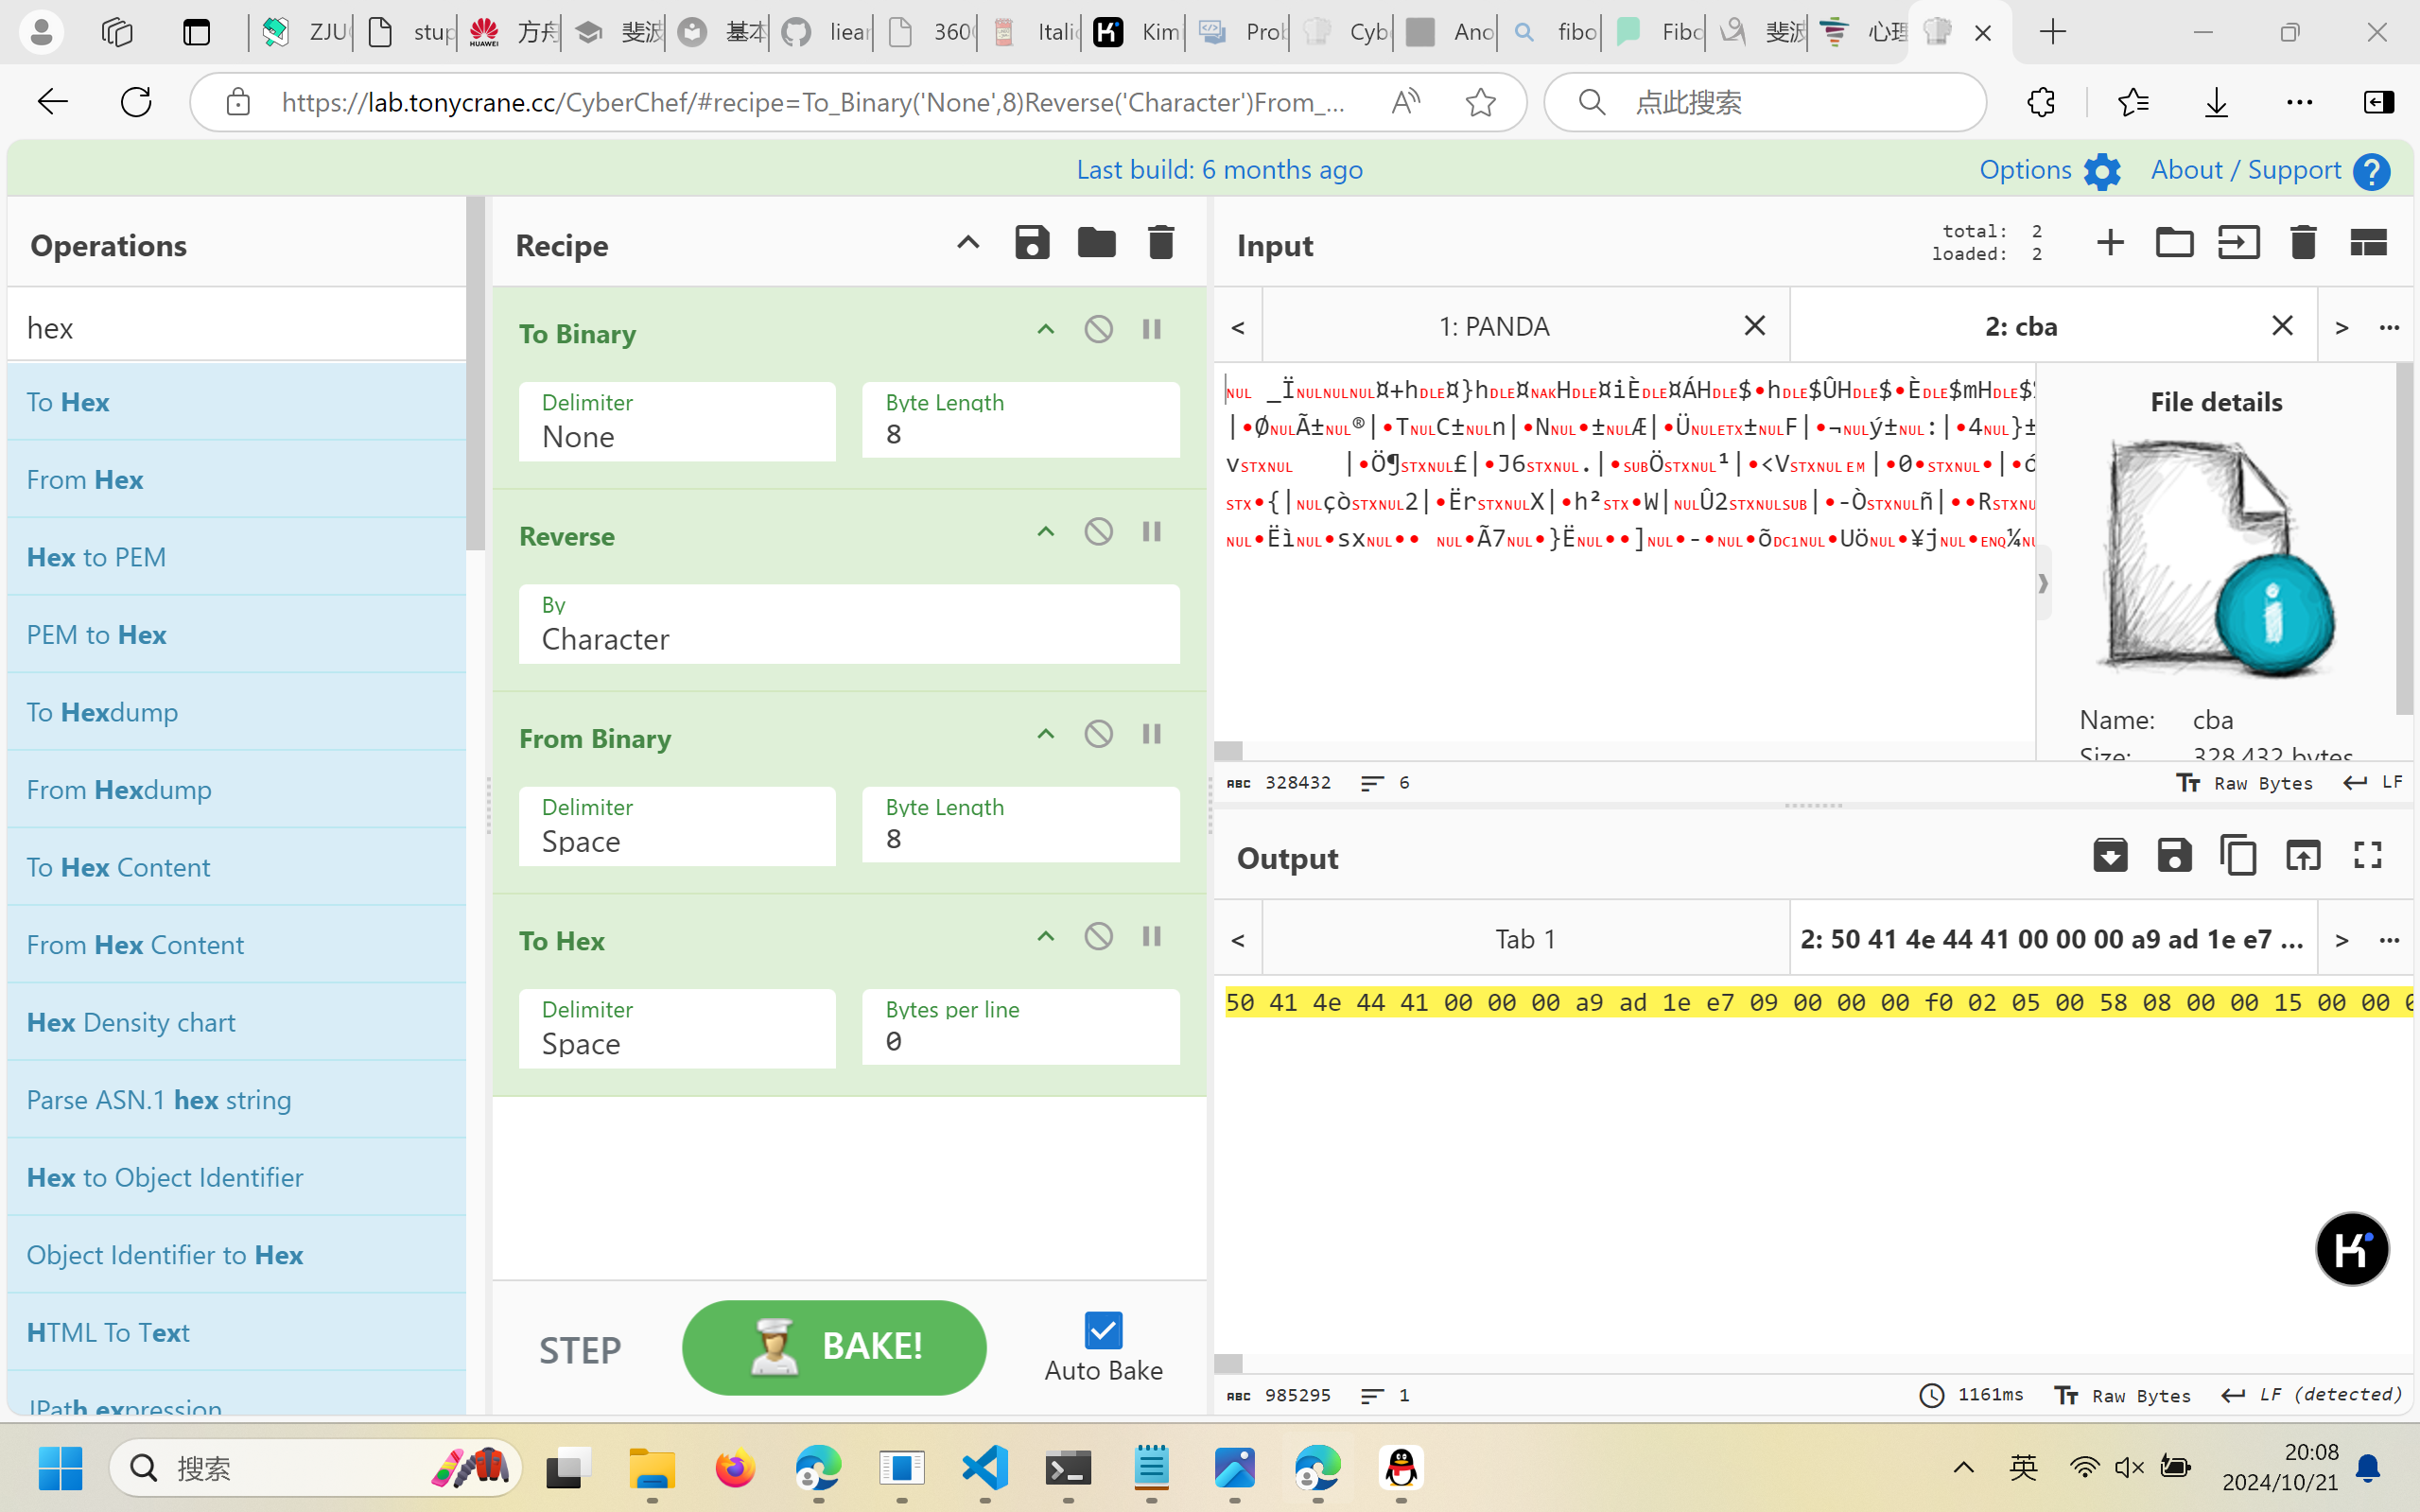 ZJU
stup
方舟
斐波
基本
liear
360
Itali
Kim
Prob
Cyb
Ano
fibo
Fibo
斐波
心理
https://lab.tonycrane.cc/CyberChef/#recipe=To_Binary('None',8)Reverse('Character')From_...
点此搜索
Last build: 6 months ago
Options
About / Support
Operations
hex
To Hex
From Hex
Hex to PEM
PEM to Hex
To Hexdump
From Hexdump
To Hex Content
From Hex Content
Hex Density chart
Parse ASN.1 hex string
Hex to Object Identifier
Object Identifier to Hex
HTML To Text
JPath expression
Recipe
To Binary
Delimiter
None
Byte Length
8
Reverse
By
Character
From Binary
Delimiter
Space
Byte Length
8
To Hex
Delimiter
Space
Bytes per line
0
STEP
BAKE!
Auto Bake
Input
total: 2
loaded: 2
1: PANDA
2: cba
File details
Name: cba
Size: 328,432 bytes
328432
6
Raw Bytes
LF
Output
Tab 1
2: 50 41 4e 44 41 00 00 00 a9 ad 1e e7 ...
50 41 4e 44 41 00 00 00 a9 ad 1e e7 09 00 00 00 f0 02 05 00 58 08 00 00 15 00 00
985295
1
1161ms
Raw Bytes
LF (detected)
搜索
英
20:08
2024/10/21